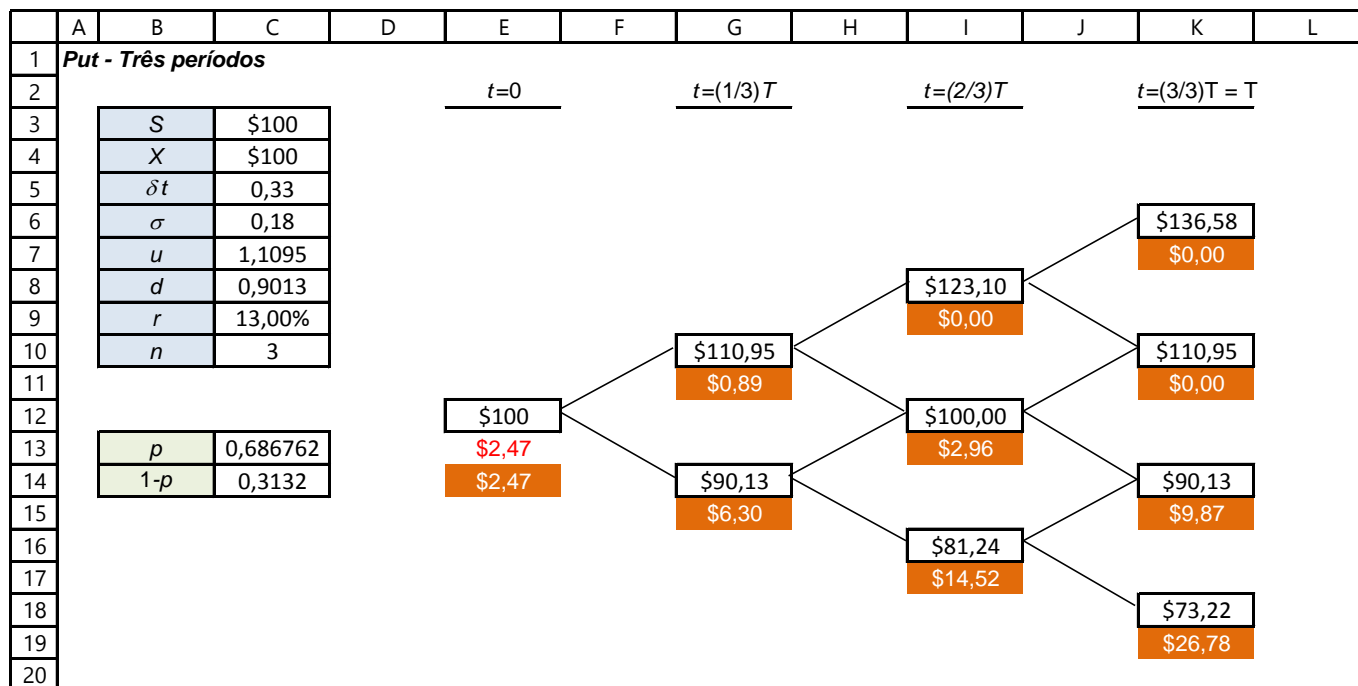 A B C D E F G H I J K L
1 Put - Três períodos
2 t=0 t=(1/3)T t=(2/3)T t=(3/3)T = T
3 S $100
4 X $100
5 δt 0,33
6 σ 0,18 $136,58
7 u 1,1095 $0,00
8 d 0,9013 $123,10
9 r 13,00% $0,00
10 n 3 $110,95 $110,95
11 $0,89 $0,00
12 $100 $100,00
13 p 0,686762 $2,47 $2,96
14 1-p 0,3132 $2,47 $90,13 $90,13
15 $6,30 $9,87
16 $81,24
17 $14,52
18 $73,22
19 $26,78
20